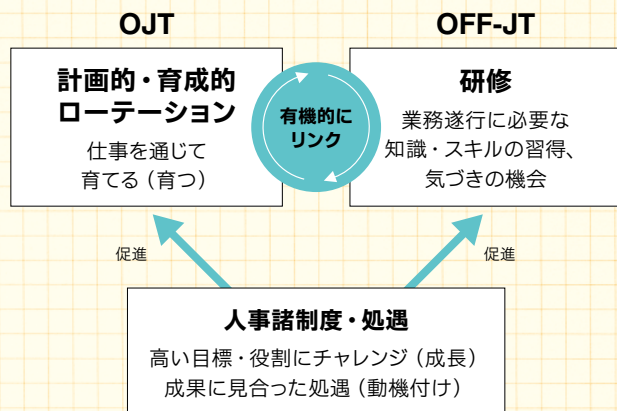 OJT
計画的・育成的
ローテーション
仕事を通じて
育てる（育つ）
有機的に
リンク
OFF-JT
研修
業務遂行に必要な
知識・スキルの習得、
気づきの機会
促進
促進
人事諸制度・処遇
高い目標・役割にチャレンジ（成長）
成果に見合った処遇（動機付け）